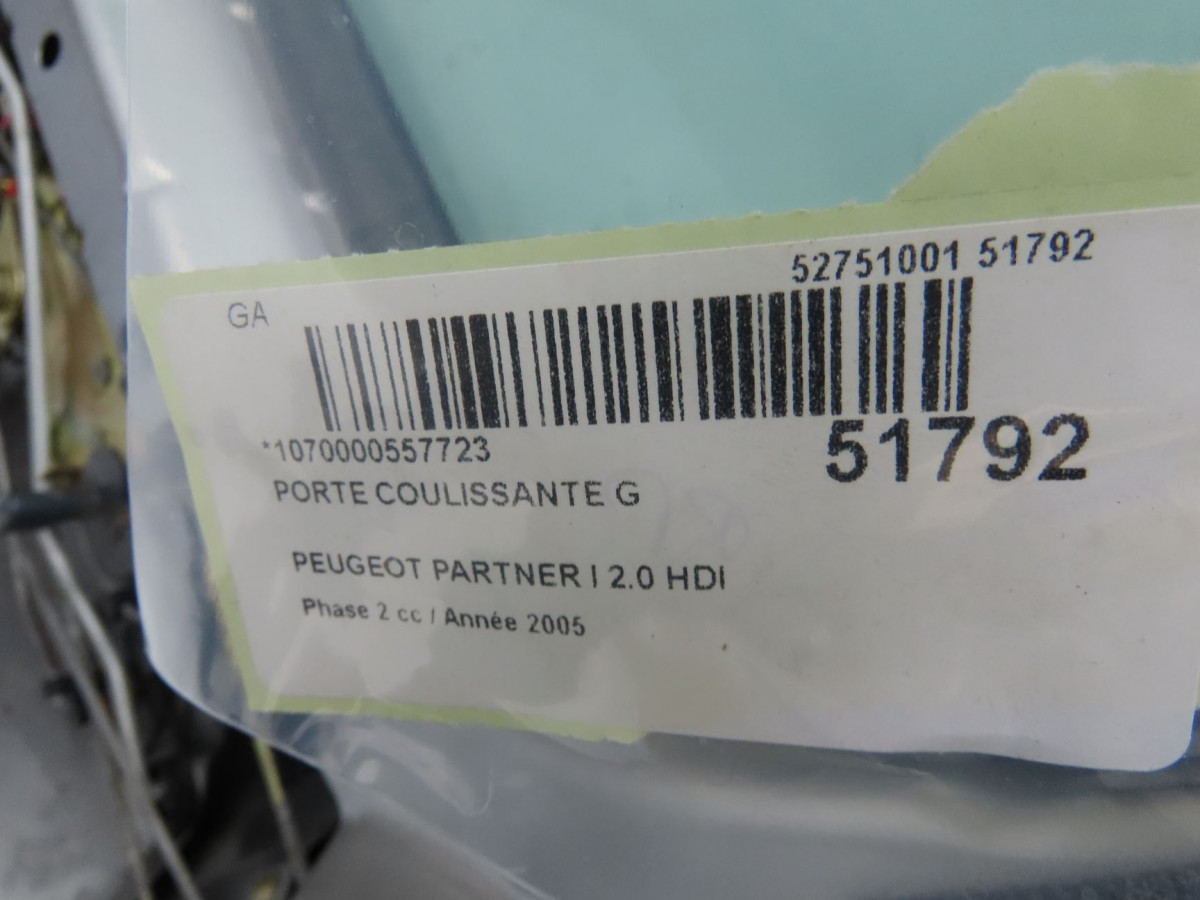 52751001 51792
GA
*1070000557723
51792
PORTE COULISSANTE G
PEUGEOT PARTNER I 2.0 HDI
Phase 2 cc / Année 2005